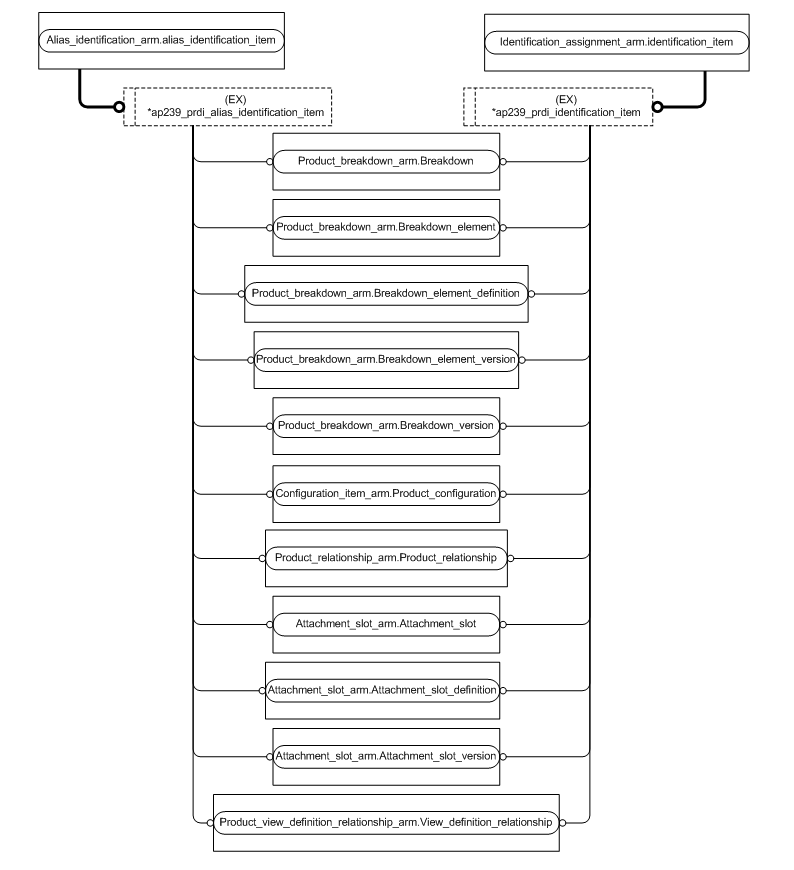 Alias_identification_arm.alias_identification_item
Identification_assignment_arm.identification_item
(EX)
*ap239_prdi_alias_identification_item
(EX)
*ap239_prdi_identification_item
Product_breakdown_arm.Breakdown
Product_breakdown_arm.Breakdown_element
Product_breakdown_arm.Breakdown_element_definition
Product_breakdown_arm.Breakdown_element_version
Product_breakdown_arm.Breakdown_version
Configuration_item_arm.Product_configuration
Product_relationship_arm.Product_relationship
Attachment_slot_arm.Attachment_slot
Attachment_slot_arm.Attachment_slot_definition
Attachment_slot_arm.Attachment_slot_version
Product_view_definition_relationship_arm.View_definition_relationship